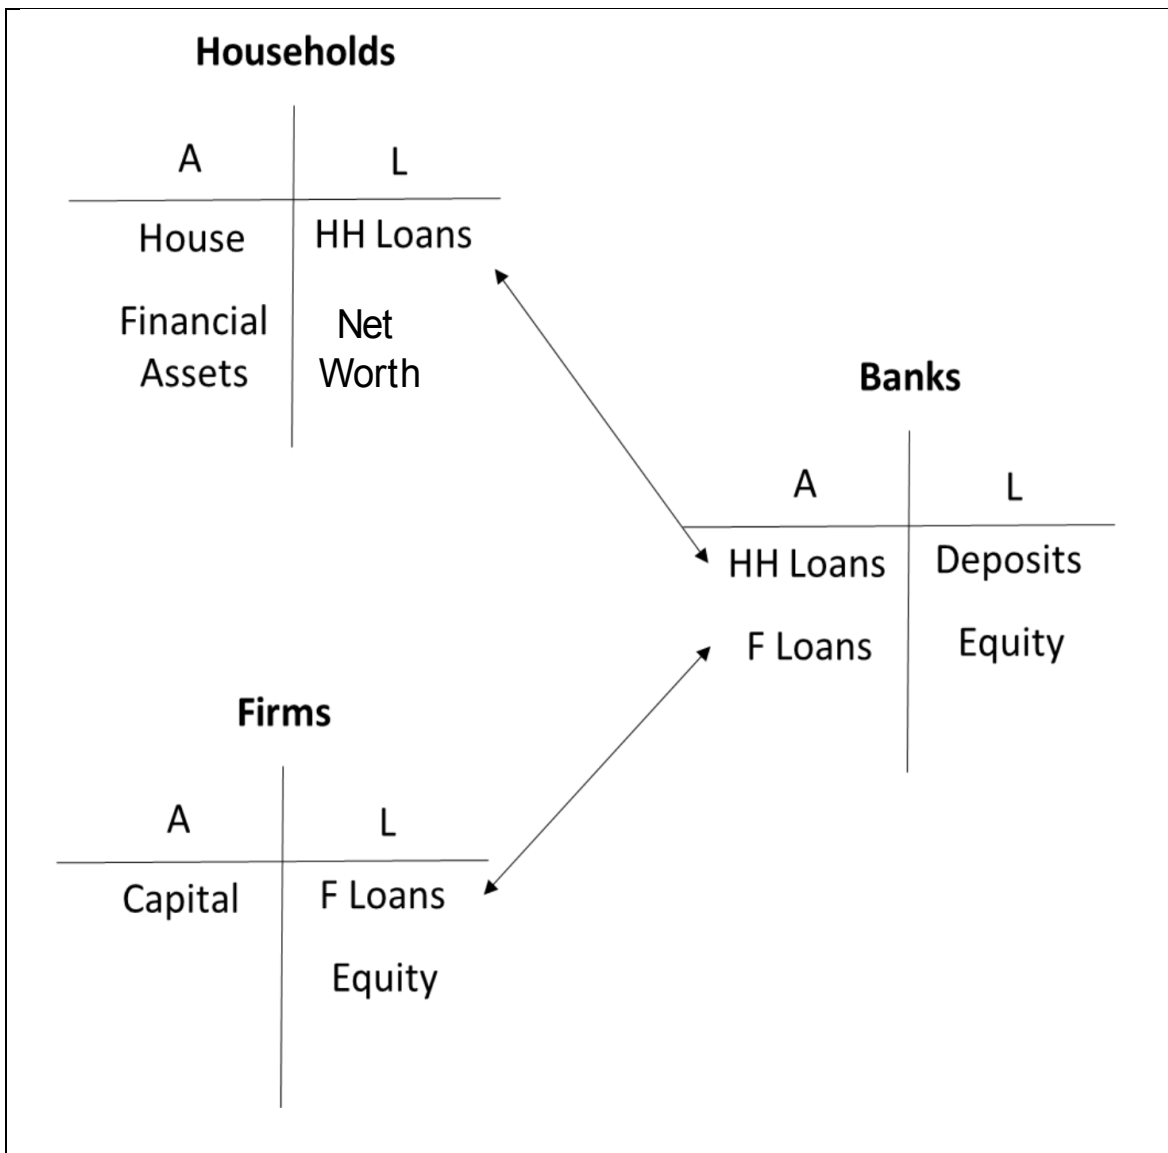 Households
A
L
House
HH Loans
Financial
Assets
Net
Worth
Banks
A
L
HH Loans
Deposits
F Loans
Equity
Firms
A
L
Capital
F Loans
Equity